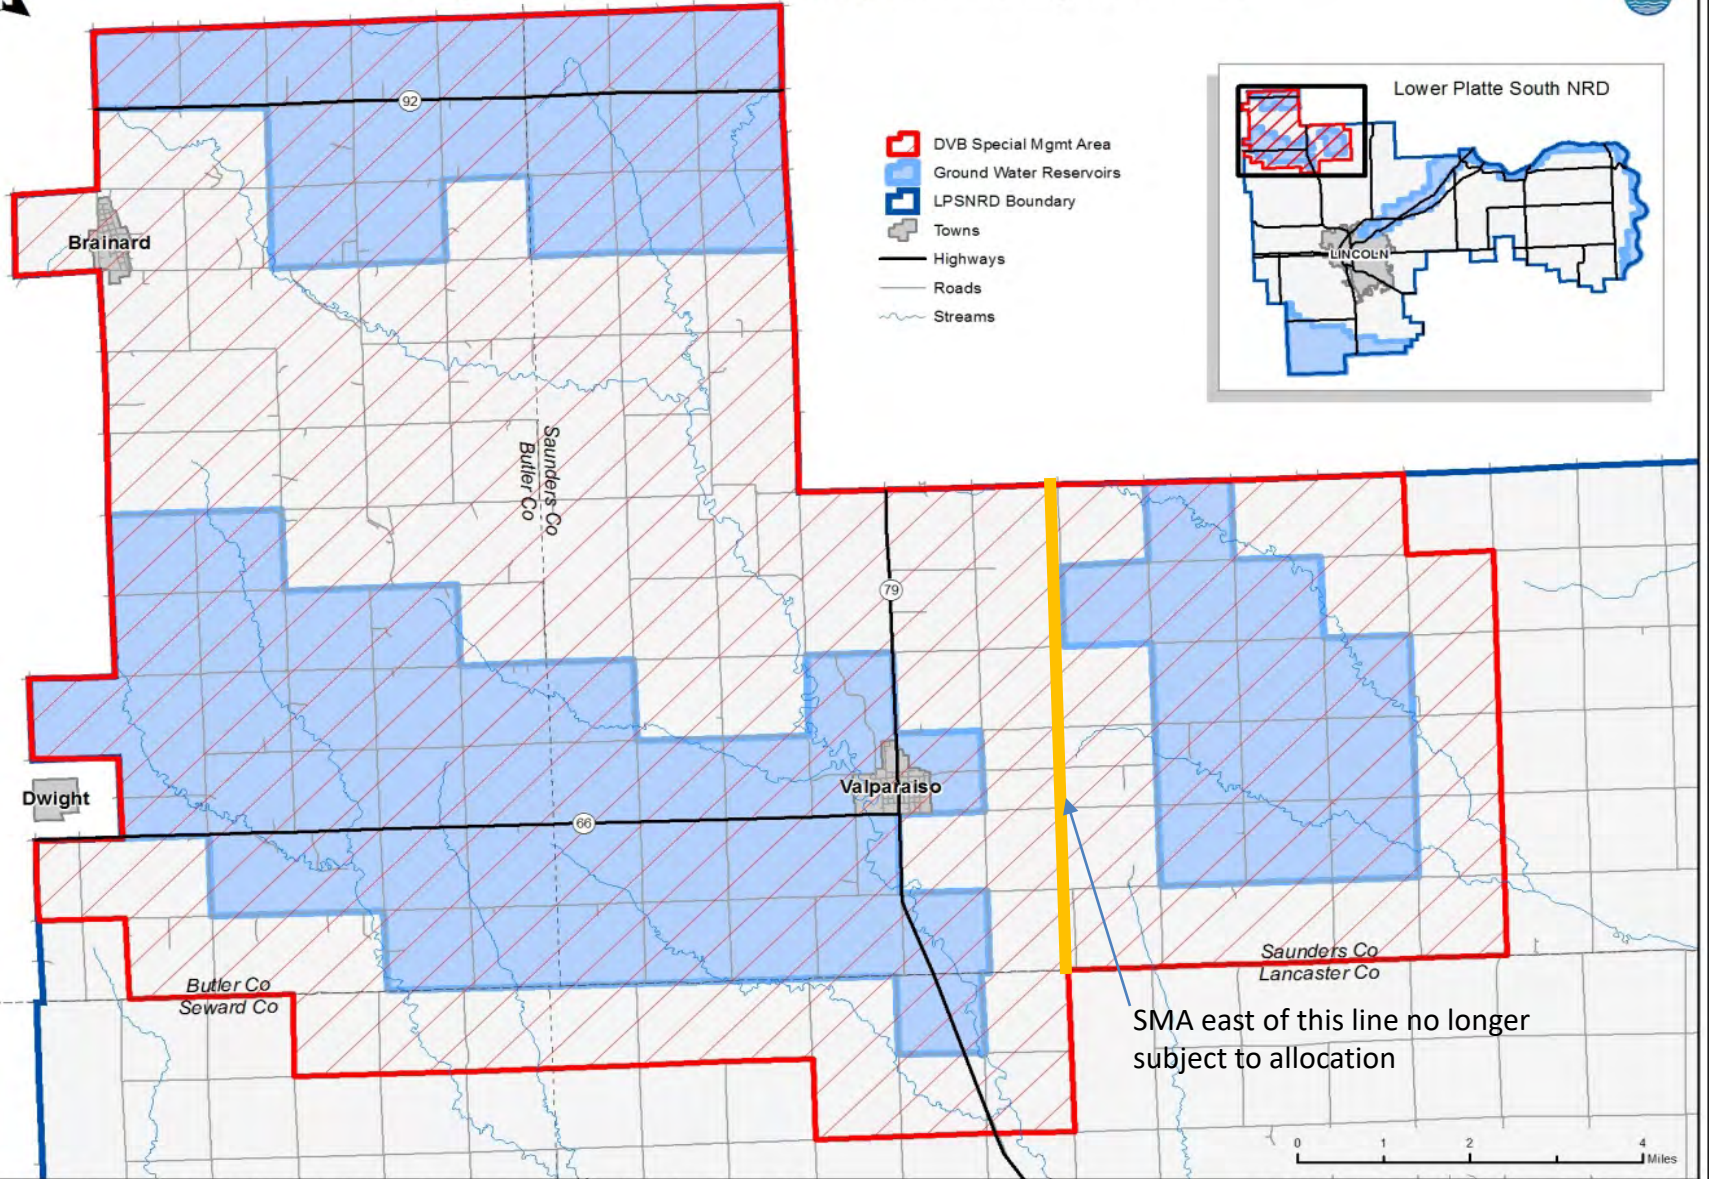 Lower Platte South NRD
LINCOLN
DVB Special Mgmt Area
Ground Water Reservoirs
LPSNRD Boundary
Towns
Highways
Roads
Streams
92
Brainard
Saunders Co
Butler Co
79
Dwight
Valparaiso
66
Saunders Co
Lancaster Co
Butler Co
Seward Co
SMA east of this line no longer
subject to allocation
0 1 2 4
Miles